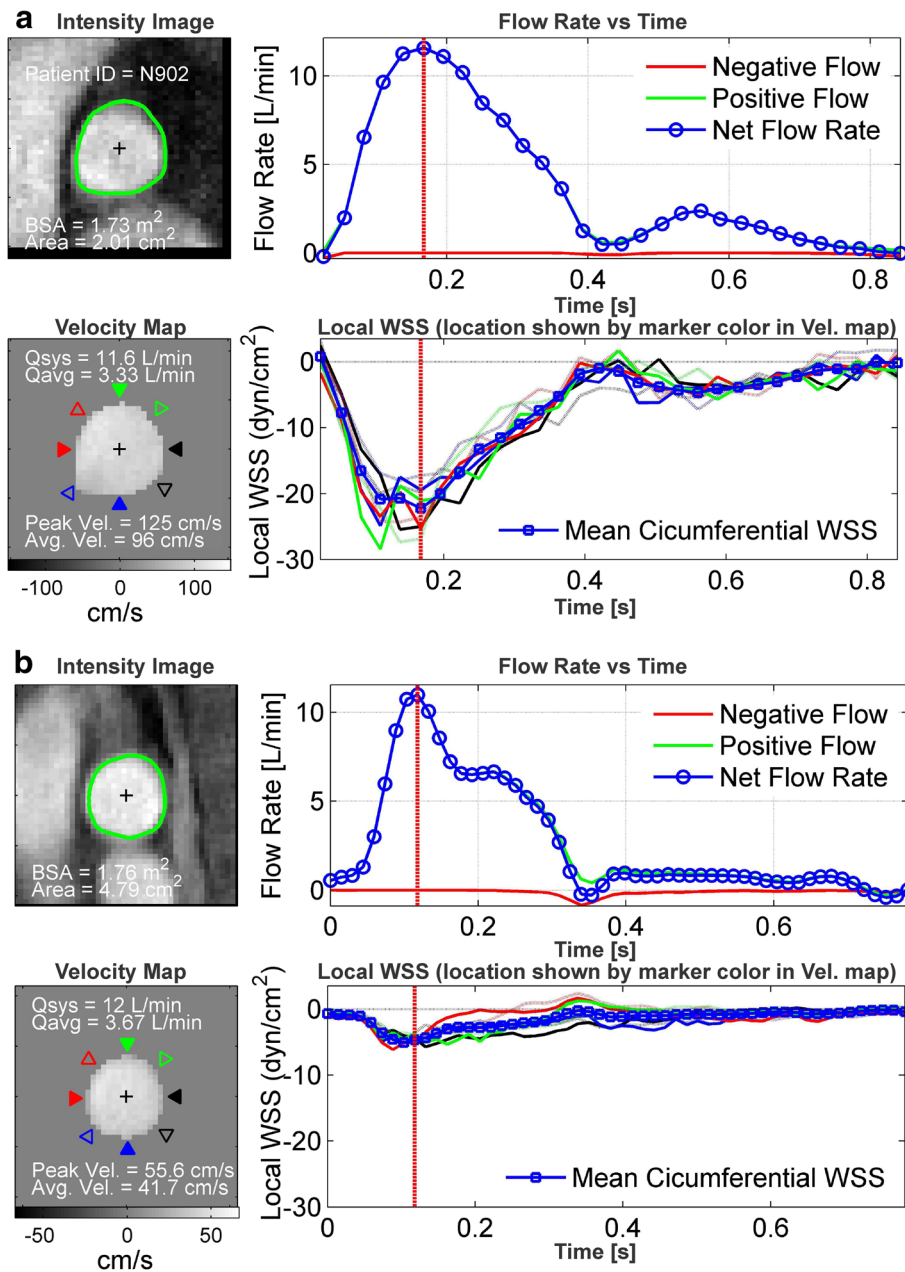 a
Intensity Image
Patient ID = N902
BSA = 1.73 m²
Area = 2.01 cm²
Flow Rate vs Time
Flow Rate [L/min]
10
5
0
Negative Flow
Positive Flow
Net Flow Rate
0.2
0.4
0.6
0.8
Time [s]
Velocity Map
Qsys = 11.6 L/min
Qavg = 3.33 L/min
Peak Vel. = 125 cm/s
Avg. Vel. = 96 cm/s
-100
0
100
cm/s
Local WSS (location shown by marker color in Vel. map)
Local WSS (dyn/cm²)
0
-10
-20
-30
Mean Cicumferential WSS
0.2
0.4
0.6
0.8
Time [s]
b
Intensity Image
BSA = 1.76 m²
Area = 4.79 cm²
Flow Rate vs Time
Flow Rate [L/min]
10
5
0
Negative Flow
Positive Flow
Net Flow Rate
0
0.2
0.4
0.6
Time [s]
Velocity Map
Qsys = 12 L/min
Qavg = 3.67 L/min
Peak Vel. = 55.6 cm/s
Avg. Vel. = 41.7 cm/s
-50
0
50
cm/s
Local WSS (location shown by marker color in Vel. map)
Local WSS (dyn/cm²)
0
-10
-20
-30
Mean Cicumferential WSS
0
0.2
0.4
0.6
Time [s]